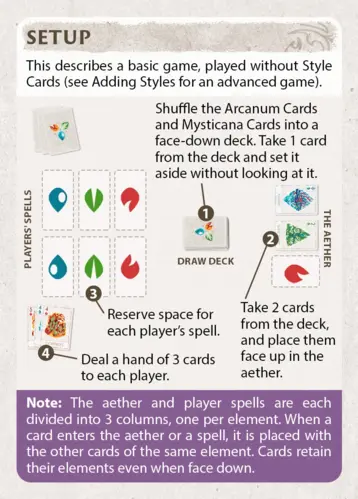 SETUP
This describes a basic game, played without Style
Cards (see Adding Styles for an advanced game).
Shuffle the Arcanum Cards
and Mysticana Cards into a
face-down deck. Take 1 card
from the deck and set it
aside without looking at it.
PLAYERS' SPELLS
1
DRAW DECK
2
THE AETHER
3
Reserve space for
each player's spell.
Take 2 cards
from the deck,
and place them
face up in the
aether.
4
Deal a hand of 3 cards
to each player.
Note: The aether and player spells are each
divided into 3 columns, one per element. When a
card enters the aether or a spell, it is placed with
the other cards of the same element. Cards retain
their elements even when face down.